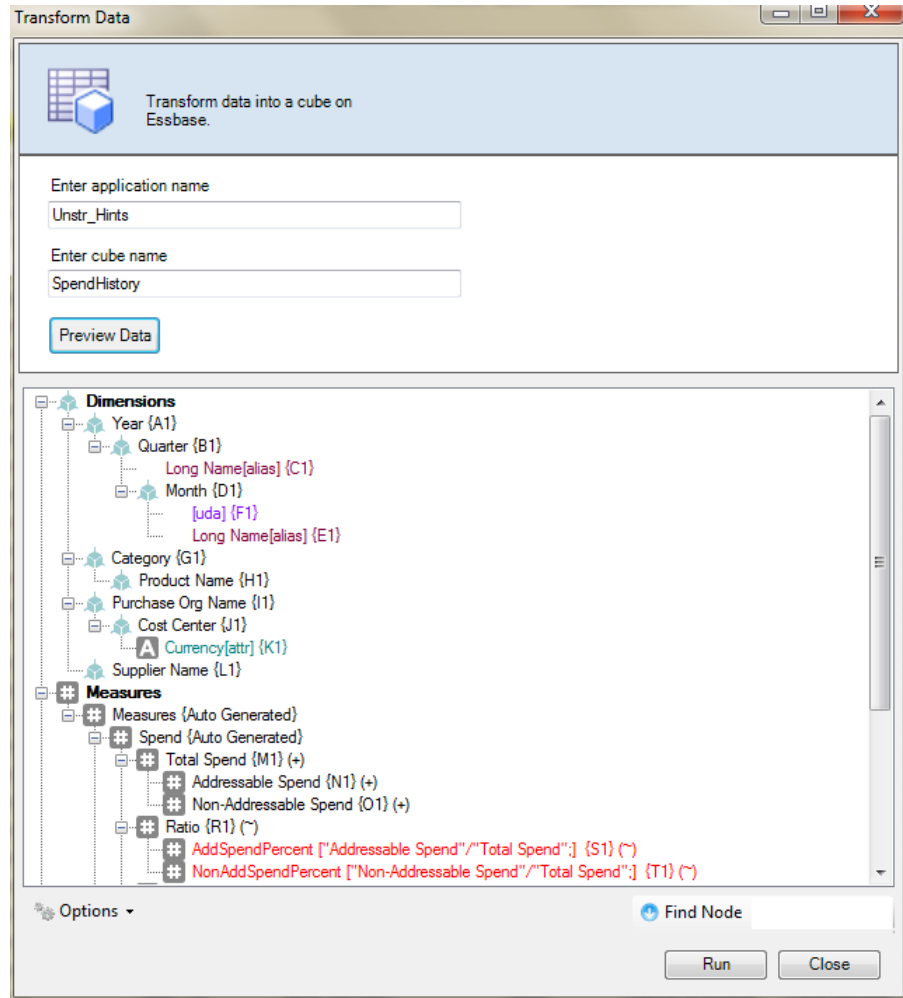 Transform Data
Transform data into a cube on
Essbase.
Enter application name
Unstr_Hints
Enter cube name
SpendHistory
Preview Data
Dimensions
Year {A1}
Quarter {B1}
Long Name[alias] {C1}
Month {D1}
[uda] {F1}
Long Name[alias] {E1}
Category {G1}
Product Name {H1}
Purchase Org Name {I1}
Cost Center {J1}
A Currency[attr] {K1}
Supplier Name {L1}
# Measures
# Measures {Auto Generated}
# Spend {Auto Generated}
# Total Spend {M1} (+)
# Addressable Spend {N1} (+)
# Non-Addressable Spend {O1} (+)
# Ratio {R1} (~)
# AddSpendPercent ["Addressable Spend"/"Total Spend";] {S1} (~)
# NonAddSpendPercent ["Non-Addressable Spend"/"Total Spend";] {T1} (~)
Options
Find Node
Run
Close